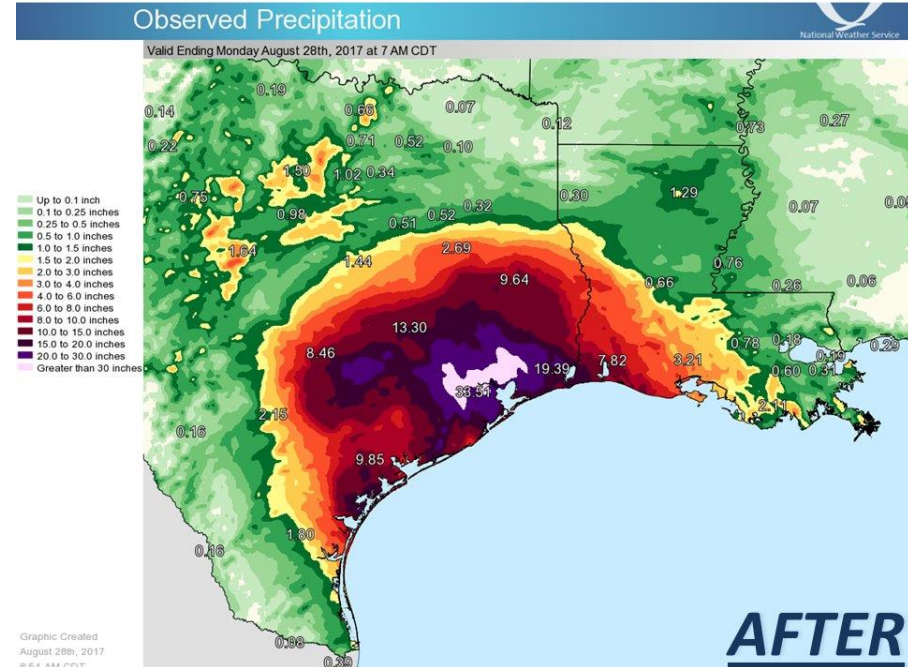 Observed Precipitation
National Weather Service
Valid Ending Monday August 28th, 2017 at 7 AM CDT
0.19
0.14
0.66
0.07
0.12
0.73
0.27
0.22
0.71
0.52
0.10
1.50
1.02
0.34
0.75
0.30
1.29
0.98
0.32
0.07
0.52
0.51
1.64
2.69
1.44
0.76
9.64
0.66
0.26
0.06
13.30
8.46
0.78
0.18
0.29
0.19
19.39
7.82
3.21
0.60
0.31
33.51
2.15
2.11
0.16
9.85
1.80
0.16
0.98
0.39
Up to 0.1 inch
0.1 to 0.25 inches
0.25 to 0.5 inches
0.5 to 1.0 inches
1.0 to 1.5 inches
1.5 to 2.0 inches
2.0 to 3.0 inches
3.0 to 4.0 inches
4.0 to 6.0 inches
6.0 to 8.0 inches
8.0 to 10.0 inches
10.0 to 15.0 inches
15.0 to 20.0 inches
20.0 to 30.0 inches
Greater than 30 inches
Graphic Created
August 28th, 2017
8:54 AM CDT
AFTER